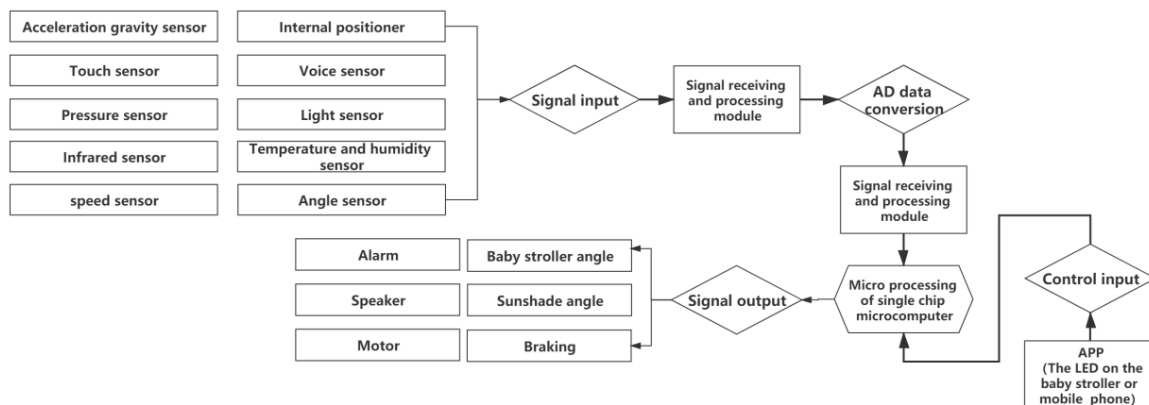 Acceleration gravity sensor
Internal positioner
Touch sensor
Voice sensor
Pressure sensor
Light sensor
Infrared sensor
Temperature and humidity
sensor
speed sensor
Angle sensor
Signal input
Signal receiving
and processing
module
AD data
conversion
Signal receiving
and processing
module
Alarm
Baby stroller angle
Speaker
Sunshade angle
Motor
Braking
Signal output
Micro processing
of single chip
microcomputer
Control input
APP
(The LED on the
baby stroller or
mobile phone)